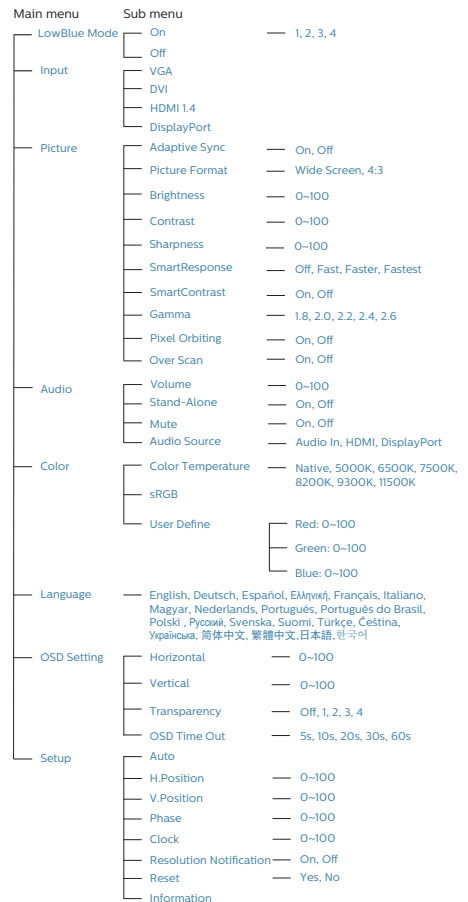 Main menu Sub menu
LowBlue Mode On 1, 2, 3, 4
Off
Input VGA
DVI
HDMI 1.4
DisplayPort
Picture Adaptive Sync On, Off
Picture Format Wide Screen, 4:3
Brightness 0~100
Contrast 0~100
Sharpness 0~100
SmartResponse Off, Fast, Faster, Fastest
SmartContrast On, Off
Gamma 1.8, 2.0, 2.2, 2.4, 2.6
Pixel Orbiting On, Off
Over Scan On, Off
Audio Volume 0~100
Stand-Alone On, Off
Mute On, Off
Audio Source Audio In, HDMI, DisplayPort
Color Color Temperature Native, 5000K, 6500K, 7500K,
8200K, 9300K, 11500K
sRGB
User Define Red: 0~100
Green: 0~100
Blue: 0~100
Language English, Deutsch, Español, Ελληνική, Français, Italiano,
Magyar, Nederlands, Português, Português do Brasil,
Polski , Русский, Svenska, Suomi, Türkçe, Čeština,
Українська, 简体中文, 繁體中文,日本語,한국어
OSD Setting Horizontal 0~100
Vertical 0~100
Transparency Off, 1, 2, 3, 4
OSD Time Out 5s, 10s, 20s, 30s, 60s
Setup Auto
H.Position 0~100
V.Position 0~100
Phase 0~100
Clock 0~100
Resolution Notification On, Off
Reset Yes, No
Information